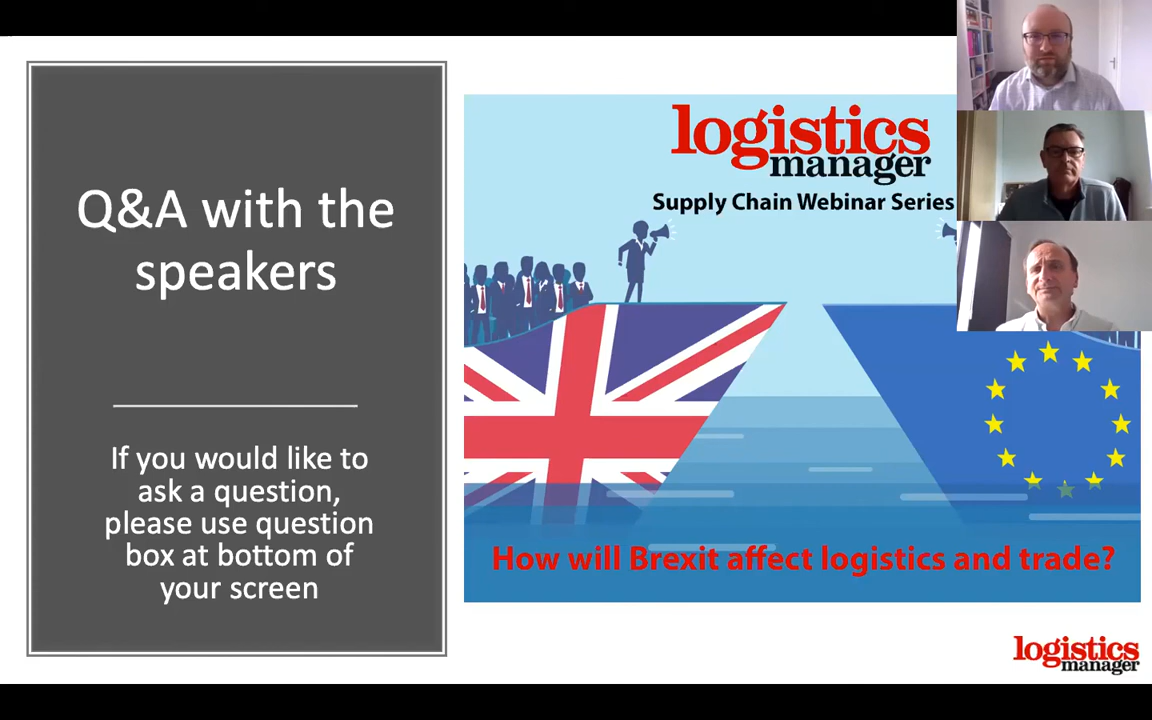 Q&A with the
speakers
If you would like to
ask a question,
please use question
box at bottom of
your screen
logistics
manager
Supply Chain Webinar Series
How will Brexit affect logistics and trade?
logistics
manager